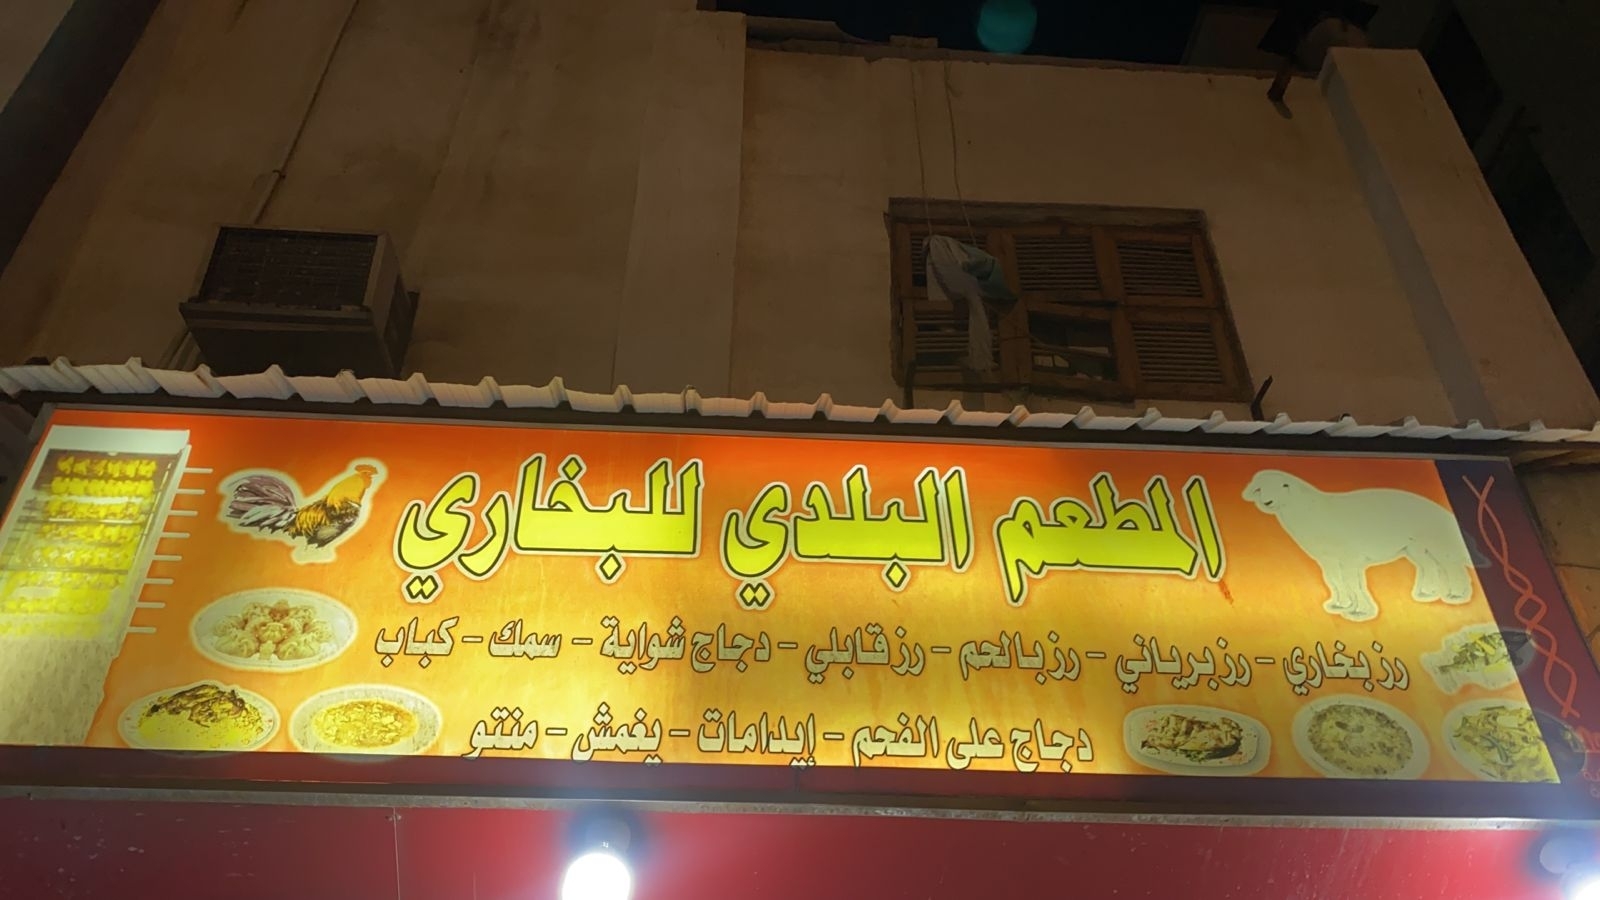 المطعم البلدي للبخاري
رز بخاري - رز برياني - رز بالحم - رز قابلي - دجاج شواية - سمك - كباب
دجاج على الفحم - إيدامات - يغمش - منتو